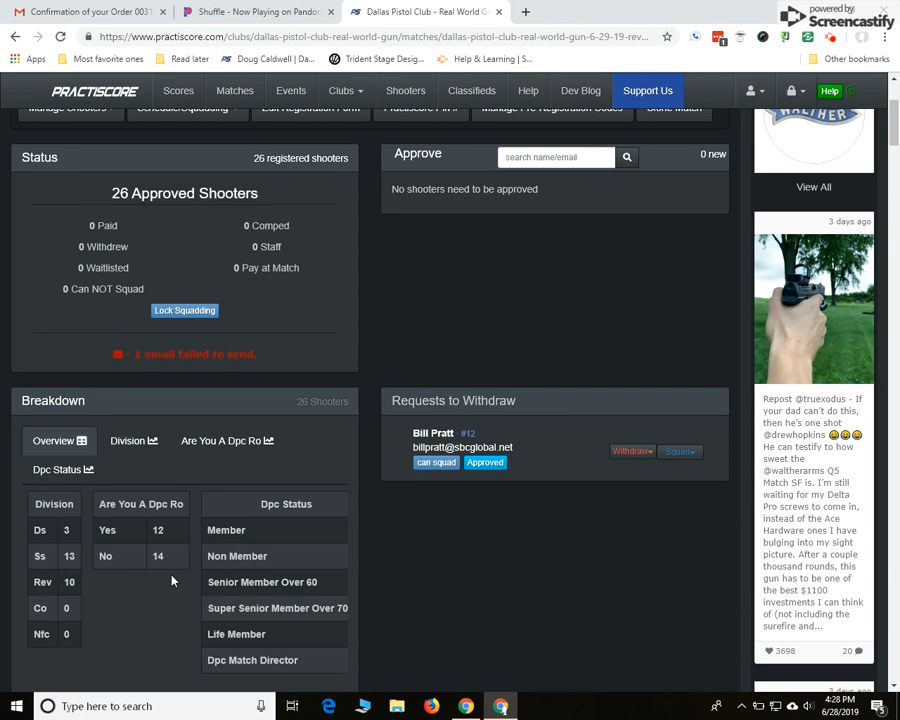 Confirmation of your Order 0031
Shuffle - Now Playing on Pandor
Dallas Pistol Club - Real World G
powered by:
Screencastify
https://www.practiscore.com/clubs/dallas-pistol-club-real-world-gun/matches/dallas-pistol-club-real-world-gun-6-29-19-rev...
Apps
Most favorite ones
Read later
Doug Caldwell | Da...
Trident Stage Desig...
Help & Learning | S...
Other bookmarks
PRACTISCORE
Scores
Matches
Events
Clubs
Shooters
Classifieds
Help
Dev Blog
Support Us
Help
Status
26 registered shooters
26 Approved Shooters
0 Paid
0 Comped
0 Withdrew
0 Staff
0 Waitlisted
0 Pay at Match
0 Can NOT Squad
Lock Squadding
- 1 email failed to send.
Approve
search name/email
0 new
No shooters need to be approved
Breakdown
26 Shooters
Overview
Division
Are You A Dpc Ro
Dpc Status
Division
Ds 3
Ss 13
Rev 10
Co 0
Nfc 0
Are You A Dpc Ro
Yes 12
No 14
Dpc Status
Member
Non Member
Senior Member Over 60
Super Senior Member Over 70
Life Member
Dpc Match Director
Requests to Withdraw
Bill Pratt - #12
billpratt@sbcglobal.net
can squad
Approved
Withdraw
Squad
WALTHER
View All
3 days ago
Repost @truexodus - If
your dad can't do this,
then he's one shot
@drewhopkins
He can testify to how
sweet the
@waltherarms Q5
Match SF is. I'm still
waiting for my Delta
Pro screws to come in,
instead of the Ace
Hardware ones I have
bulging into my sight
picture. After a couple
thousand rounds, this
gun has to be one of
the best $1100
investments I can think
of (not including the
surefire and...
3698
20
3 days ago
Type here to search
4:28 PM
6/28/2019
5